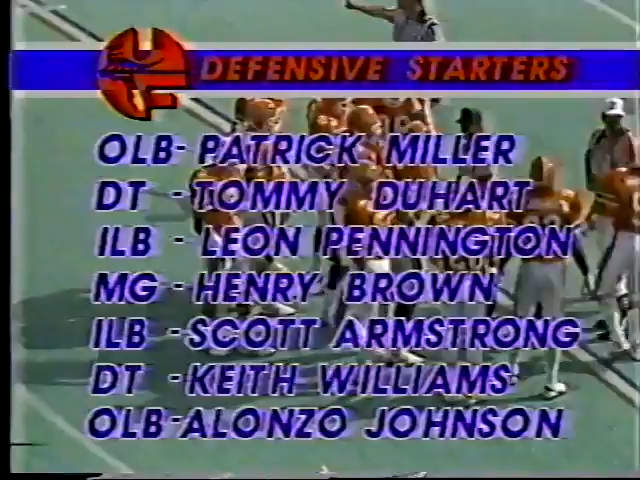 DEFENSIVE STARTERS
OLB- PATRICK MILLER
DT - TOMMY DUHART
ILB - LEON PENNINGTON
MG - HENRY BROWN
ILB - SCOTT ARMSTRONG
DT - KEITH WILLIAMS
OLB- ALONZO JOHNSON